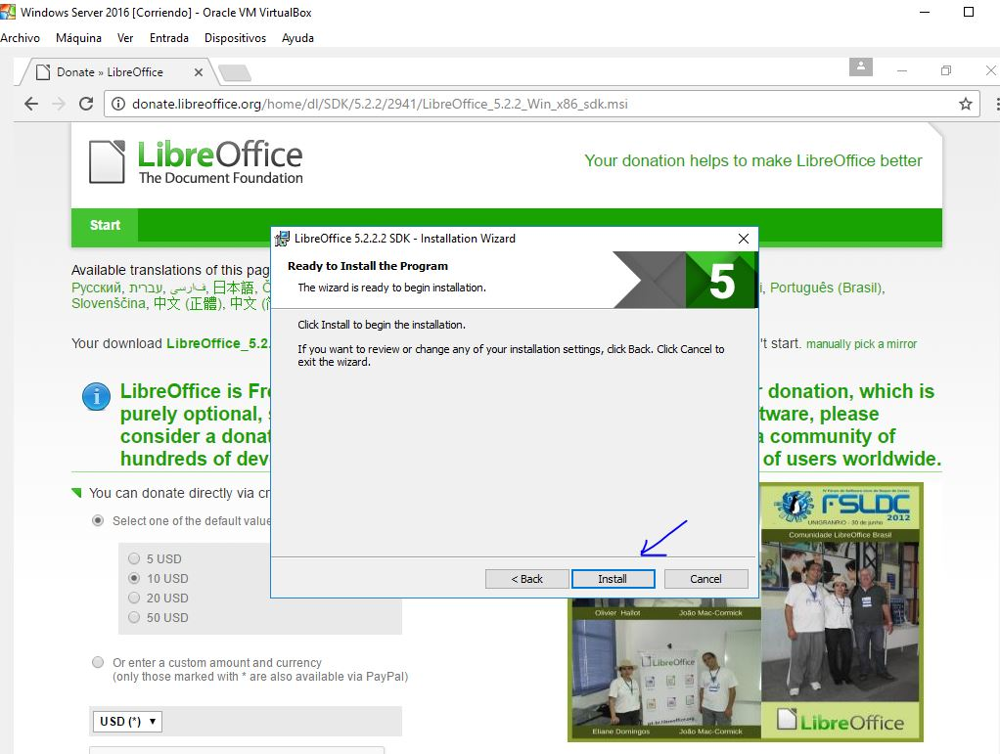 Windows Server 2016 [Corriendo] - Oracle VM VirtualBox
Archivo Máquina Ver Entrada Dispositivos Ayuda
Donate » LibreOffice
donate.libreoffice.org/home/dl/SDK/5.2.2/2941/LibreOffice_5.2.2_Win_x86_sdk.msi
LibreOffice
The Document Foundation
Your donation helps to make LibreOffice better
Start
LibreOffice 5.2.2.2 SDK - Installation Wizard
Ready to Install the Program
The wizard is ready to begin installation.
5
Click Install to begin the installation.
If you want to review or change any of your installation settings, click Back. Click Cancel to
exit the wizard.
< Back Install Cancel
Available translations of this pag
Русский, עברית, فارسی, 日本語, Português (Brasil),
Slovenščina, 中文 (正體), 中文
Your download LibreOffice_5.2. 't start. manually pick a mirror
LibreOffice is Fre r donation, which is
purely optional, tware, please
consider a donat a community of
hundreds of dev of users worldwide.
You can donate directly via cr
Select one of the default value
5 USD
10 USD
20 USD
50 USD
Or enter a custom amount and currency
(only those marked with * are also available via PayPal)
USD (*)
FSLDC
2012
UNIGRANRIO - 30 de junho
Comunidade LibreOffice Brasil
Olivier Hallot João Mac-Cormick
LibreOffice
Eliane Domingos João Mac-Cormick
LibreOffice